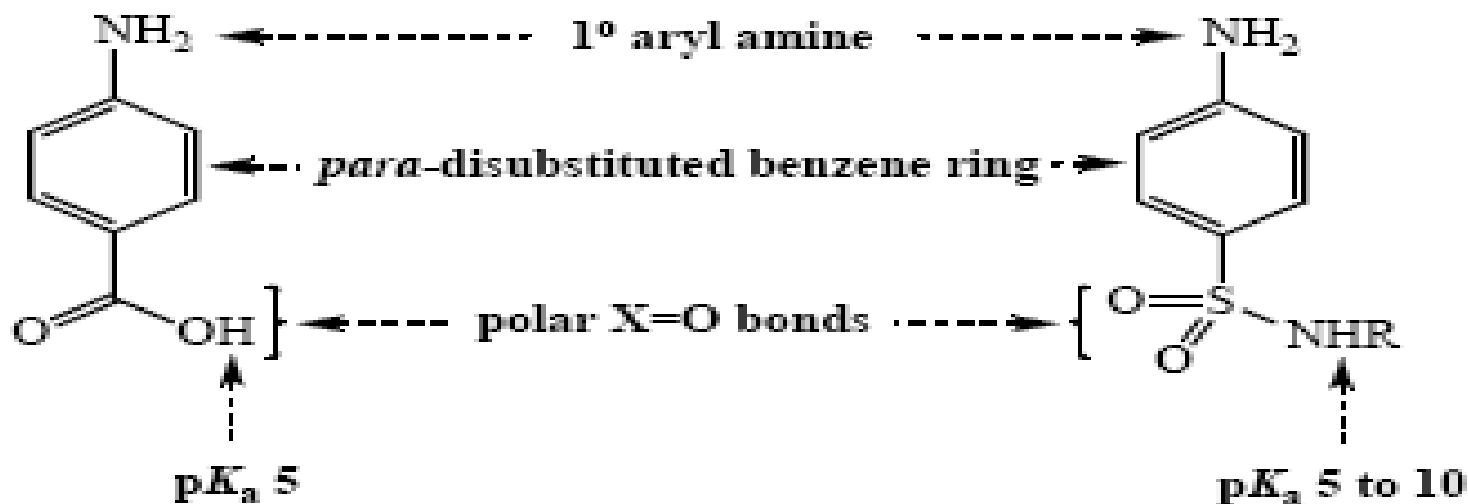 NH₂ 1º aryl amine NH₂
para-disubstituted benzene ring
O OH polar X=O bonds O S O NHR
pKₐ 5 pKₐ 5 to 10